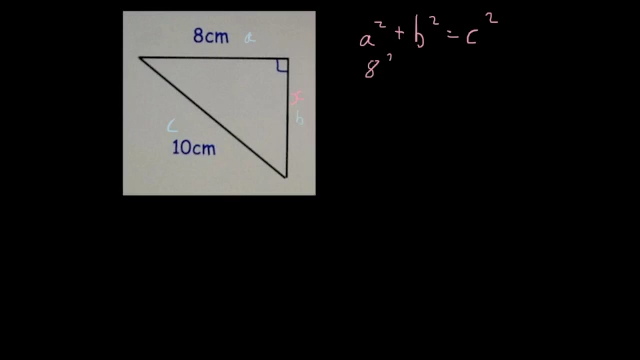 8cm a
a² + b² = c²
8²
x
b
c
10cm